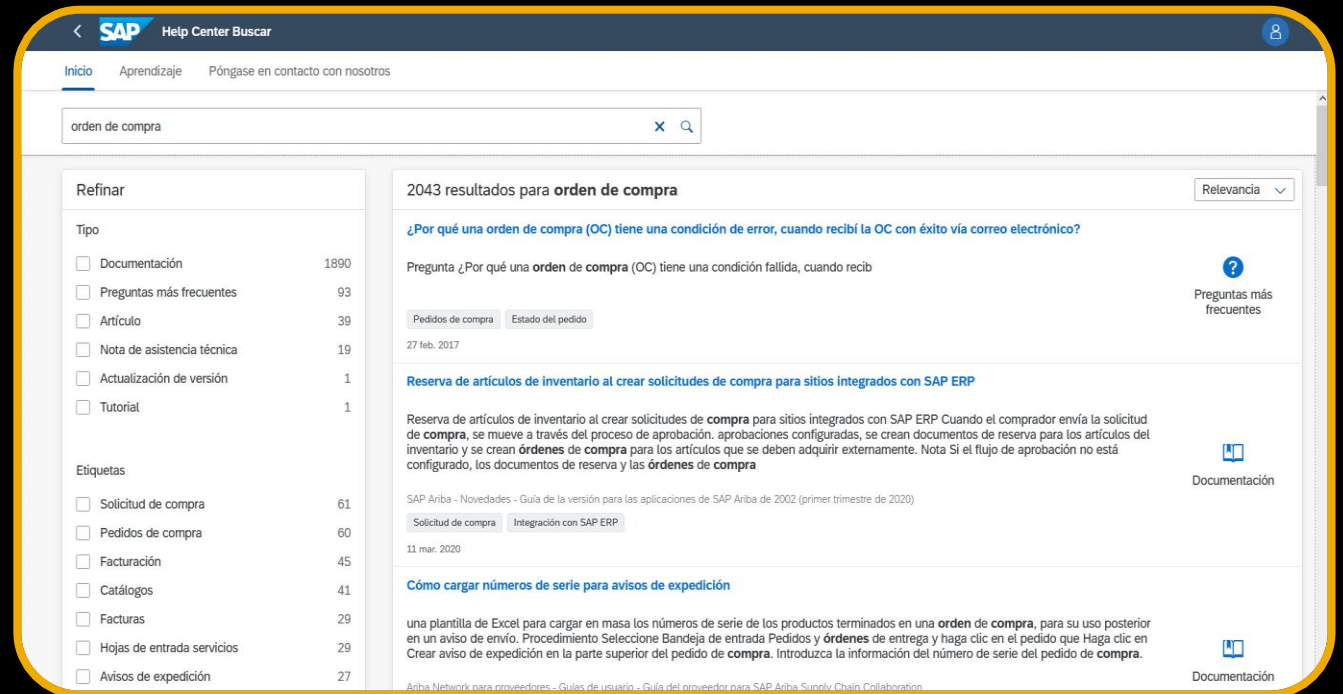 SAP Help Center Buscar
Inicio Aprendizaje Póngase en contacto con nosotros
orden de compra
Refinar
Tipo
Documentación 1890
Preguntas más frecuentes 93
Artículo 39
Nota de asistencia técnica 19
Actualización de versión 1
Tutorial 1
Etiquetas
Solicitud de compra 61
Pedidos de compra 60
Facturación 45
Catálogos 41
Facturas 29
Hojas de entrada servicios 29
Avisos de expedición 27
2043 resultados para orden de compra
Relevancia
¿Por qué una orden de compra (OC) tiene una condición de error, cuando recibí la OC con éxito vía correo electrónico?
Pregunta ¿Por qué una orden de compra (OC) tiene una condición fallida, cuando recib
Preguntas más
frecuentes
Pedidos de compra Estado del pedido
27 feb. 2017
Reserva de artículos de inventario al crear solicitudes de compra para sitios integrados con SAP ERP
Reserva de artículos de inventario al crear solicitudes de compra para sitios integrados con SAP ERP Cuando el comprador envía la solicitud
de compra, se mueve a través del proceso de aprobación. aprobaciones configuradas, se crean documentos de reserva para los artículos del
inventario y se crean órdenes de compra para los artículos que se deben adquirir externamente. Nota Si el flujo de aprobación no está
configurado, los documentos de reserva y las órdenes de compra
Documentación
SAP Ariba - Novedades - Guía de la versión para las aplicaciones de SAP Ariba de 2002 (primer trimestre de 2020)
Solicitud de compra Integración con SAP ERP
11 mar. 2020
Cómo cargar números de serie para avisos de expedición
una plantilla de Excel para cargar en masa los números de serie de los productos terminados en una orden de compra, para su uso posterior
en un aviso de envío. Procedimiento Seleccione Bandeja de entrada Pedidos y órdenes de entrega y haga clic en el pedido que Haga clic en
Crear aviso de expedición en la parte superior del pedido de compra. Introduzca la información del número de serie del pedido de compra.
Documentación
Ariba Network para proveedores - Guías de usuario - Guía del proveedor para SAP Ariba Supply Chain Collaboration